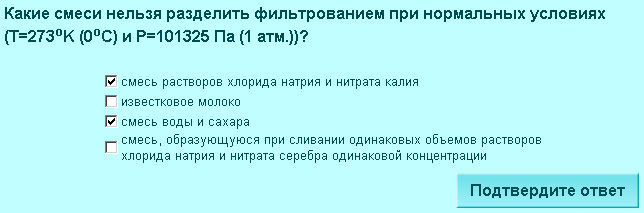 Какие смеси нельзя разделить фильтрованием при нормальных условиях
(Т=273⁰К (0⁰С) и Р=101325 Па (1 атм.))?
смесь растворов хлорида натрия и нитрата калия
известковое молоко
смесь воды и сахара
смесь, образующуюся при сливании одинаковых объемов растворов
хлорида натрия и нитрата серебра одинаковой концентрации
Подтвердите ответ